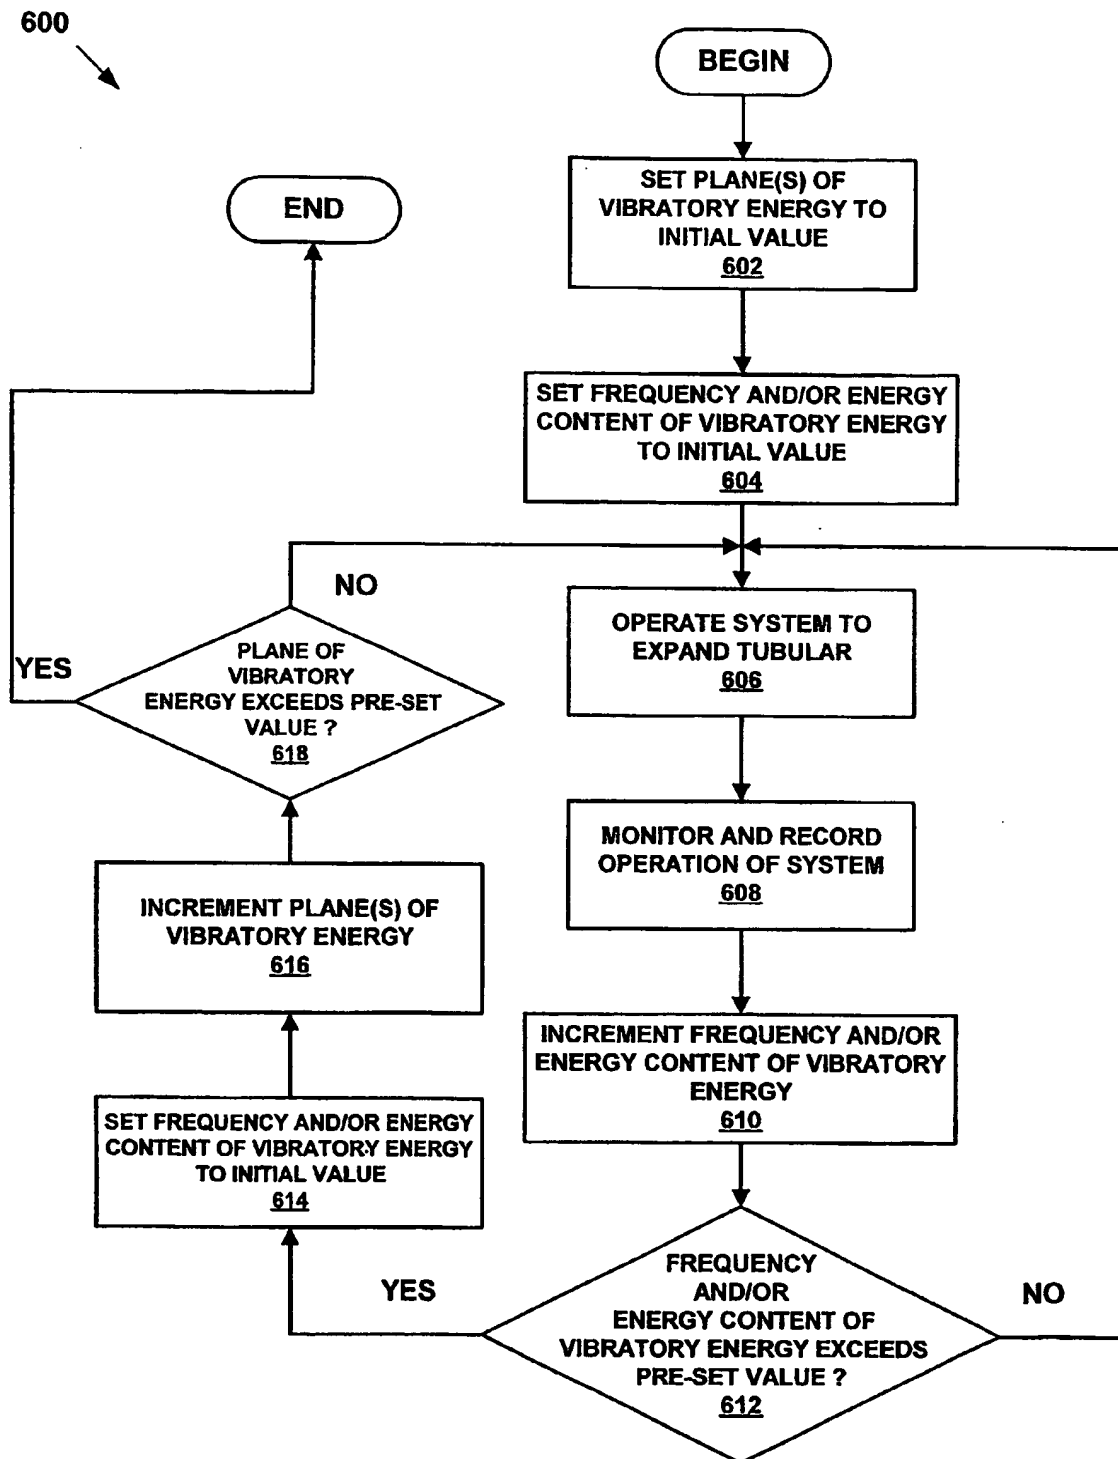 600
BEGIN
SET PLANE(S) OF
VIBRATORY ENERGY TO
INITIAL VALUE
602
END
SET FREQUENCY AND/OR ENERGY
CONTENT OF VIBRATORY ENERGY
TO INITIAL VALUE
604
NO
OPERATE SYSTEM TO
EXPAND TUBULAR
606
YES
PLANE OF
VIBRATORY
ENERGY EXCEEDS PRE-SET
VALUE ?
618
MONITOR AND RECORD
OPERATION OF SYSTEM
608
INCREMENT PLANE(S) OF
VIBRATORY ENERGY
616
INCREMENT FREQUENCY AND/OR
ENERGY CONTENT OF VIBRATORY
ENERGY
610
SET FREQUENCY AND/OR ENERGY
CONTENT OF VIBRATORY ENERGY
TO INITIAL VALUE
614
YES
FREQUENCY
AND/OR
ENERGY CONTENT OF
VIBRATORY ENERGY EXCEEDS
PRE-SET VALUE ?
612
NO